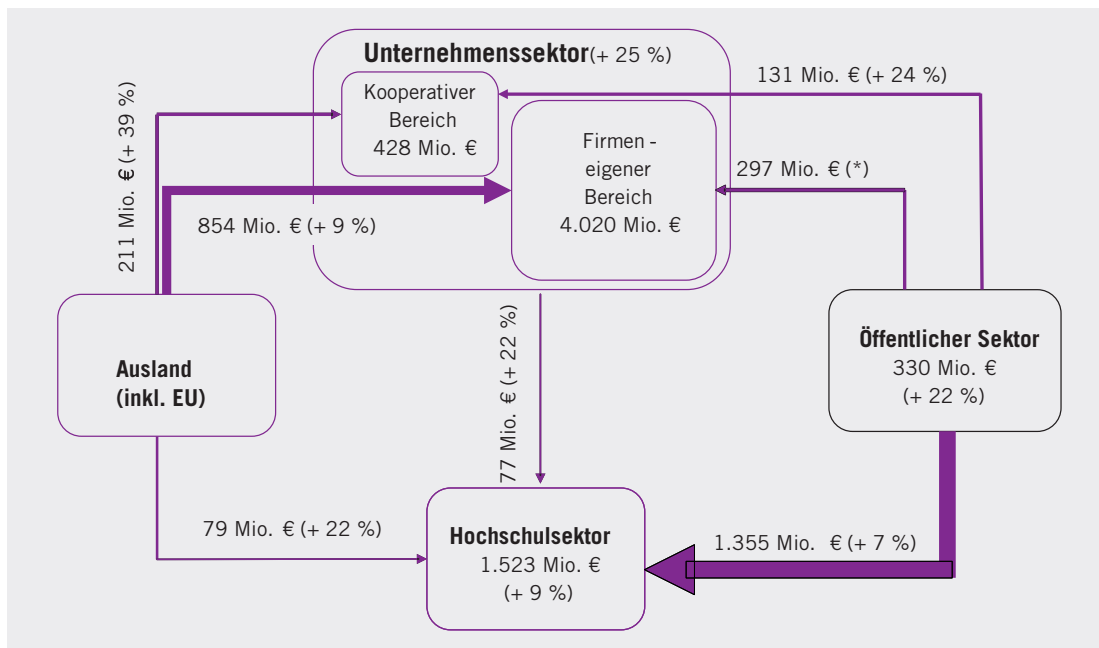 Unternehmenssektor(+ 25 %)
131 Mio. € (+ 24 %)
Kooperativer
Bereich
428 Mio. €
211 Mio. € (+ 39 %)
Firmen -
eigener
Bereich
4.020 Mio. €
297 Mio. € (*)
854 Mio. € (+ 9 %)
Ausland
(inkl. EU)
77 Mio. € (+ 22 %)
Öffentlicher Sektor
330 Mio. €
(+ 22 %)
79 Mio. € (+ 22 %)
Hochschulsektor
1.523 Mio. €
(+ 9 %)
1.355 Mio. € (+ 7 %)